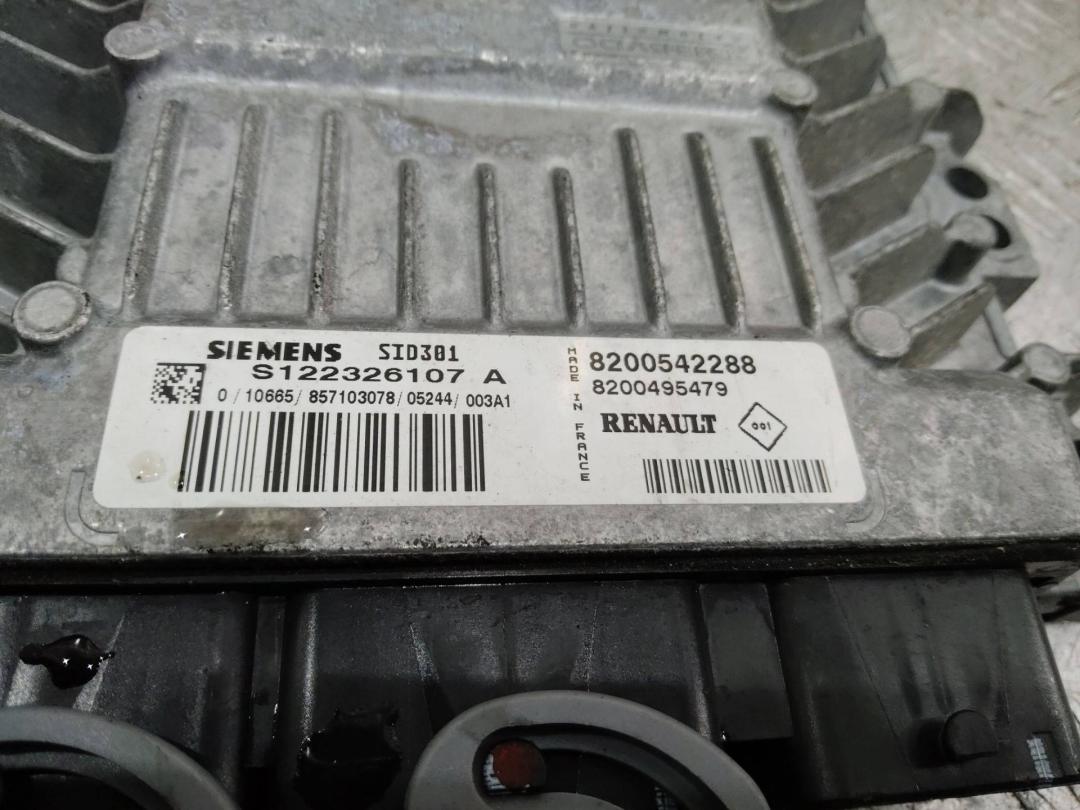 SIEMENS SID301
S122326107 A
0 / 10665 / 857103078 / 05244 / 003A1
MADE IN FRANCE
8200542288
8200495479
RENAULT 001